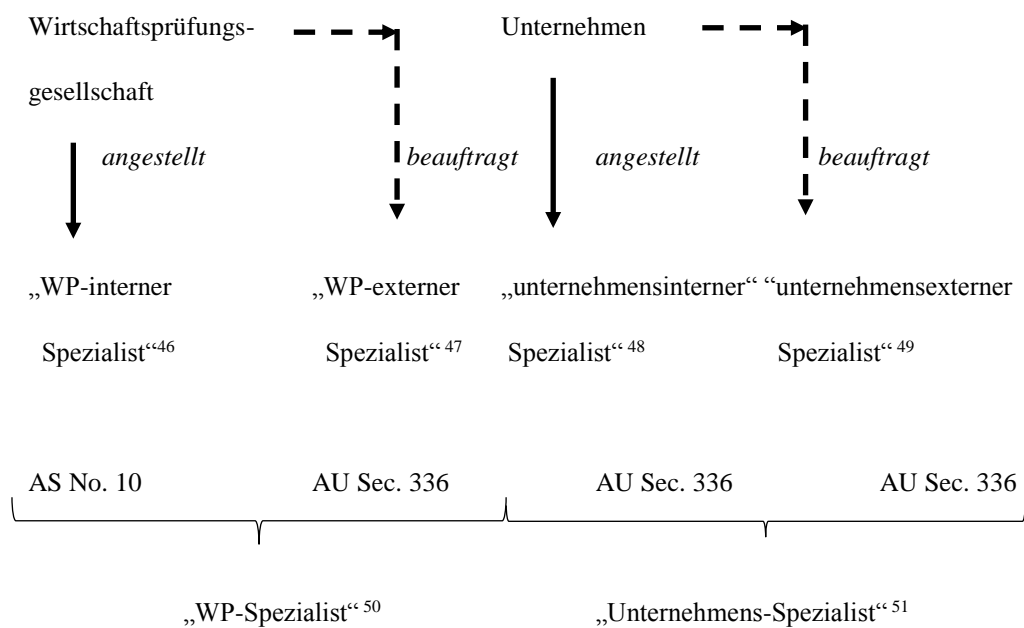 Wirtschaftsprüfungs- Unternehmen
gesellschaft
angestellt beauftragt angestellt beauftragt
„WP-interner „WP-externer „unternehmensinterner“ “unternehmensexterner
Spezialist“46 Spezialist“ 47 Spezialist“ 48 Spezialist“ 49
AS No. 10 AU Sec. 336 AU Sec. 336 AU Sec. 336
„WP-Spezialist“ 50 „Unternehmens-Spezialist“ 51